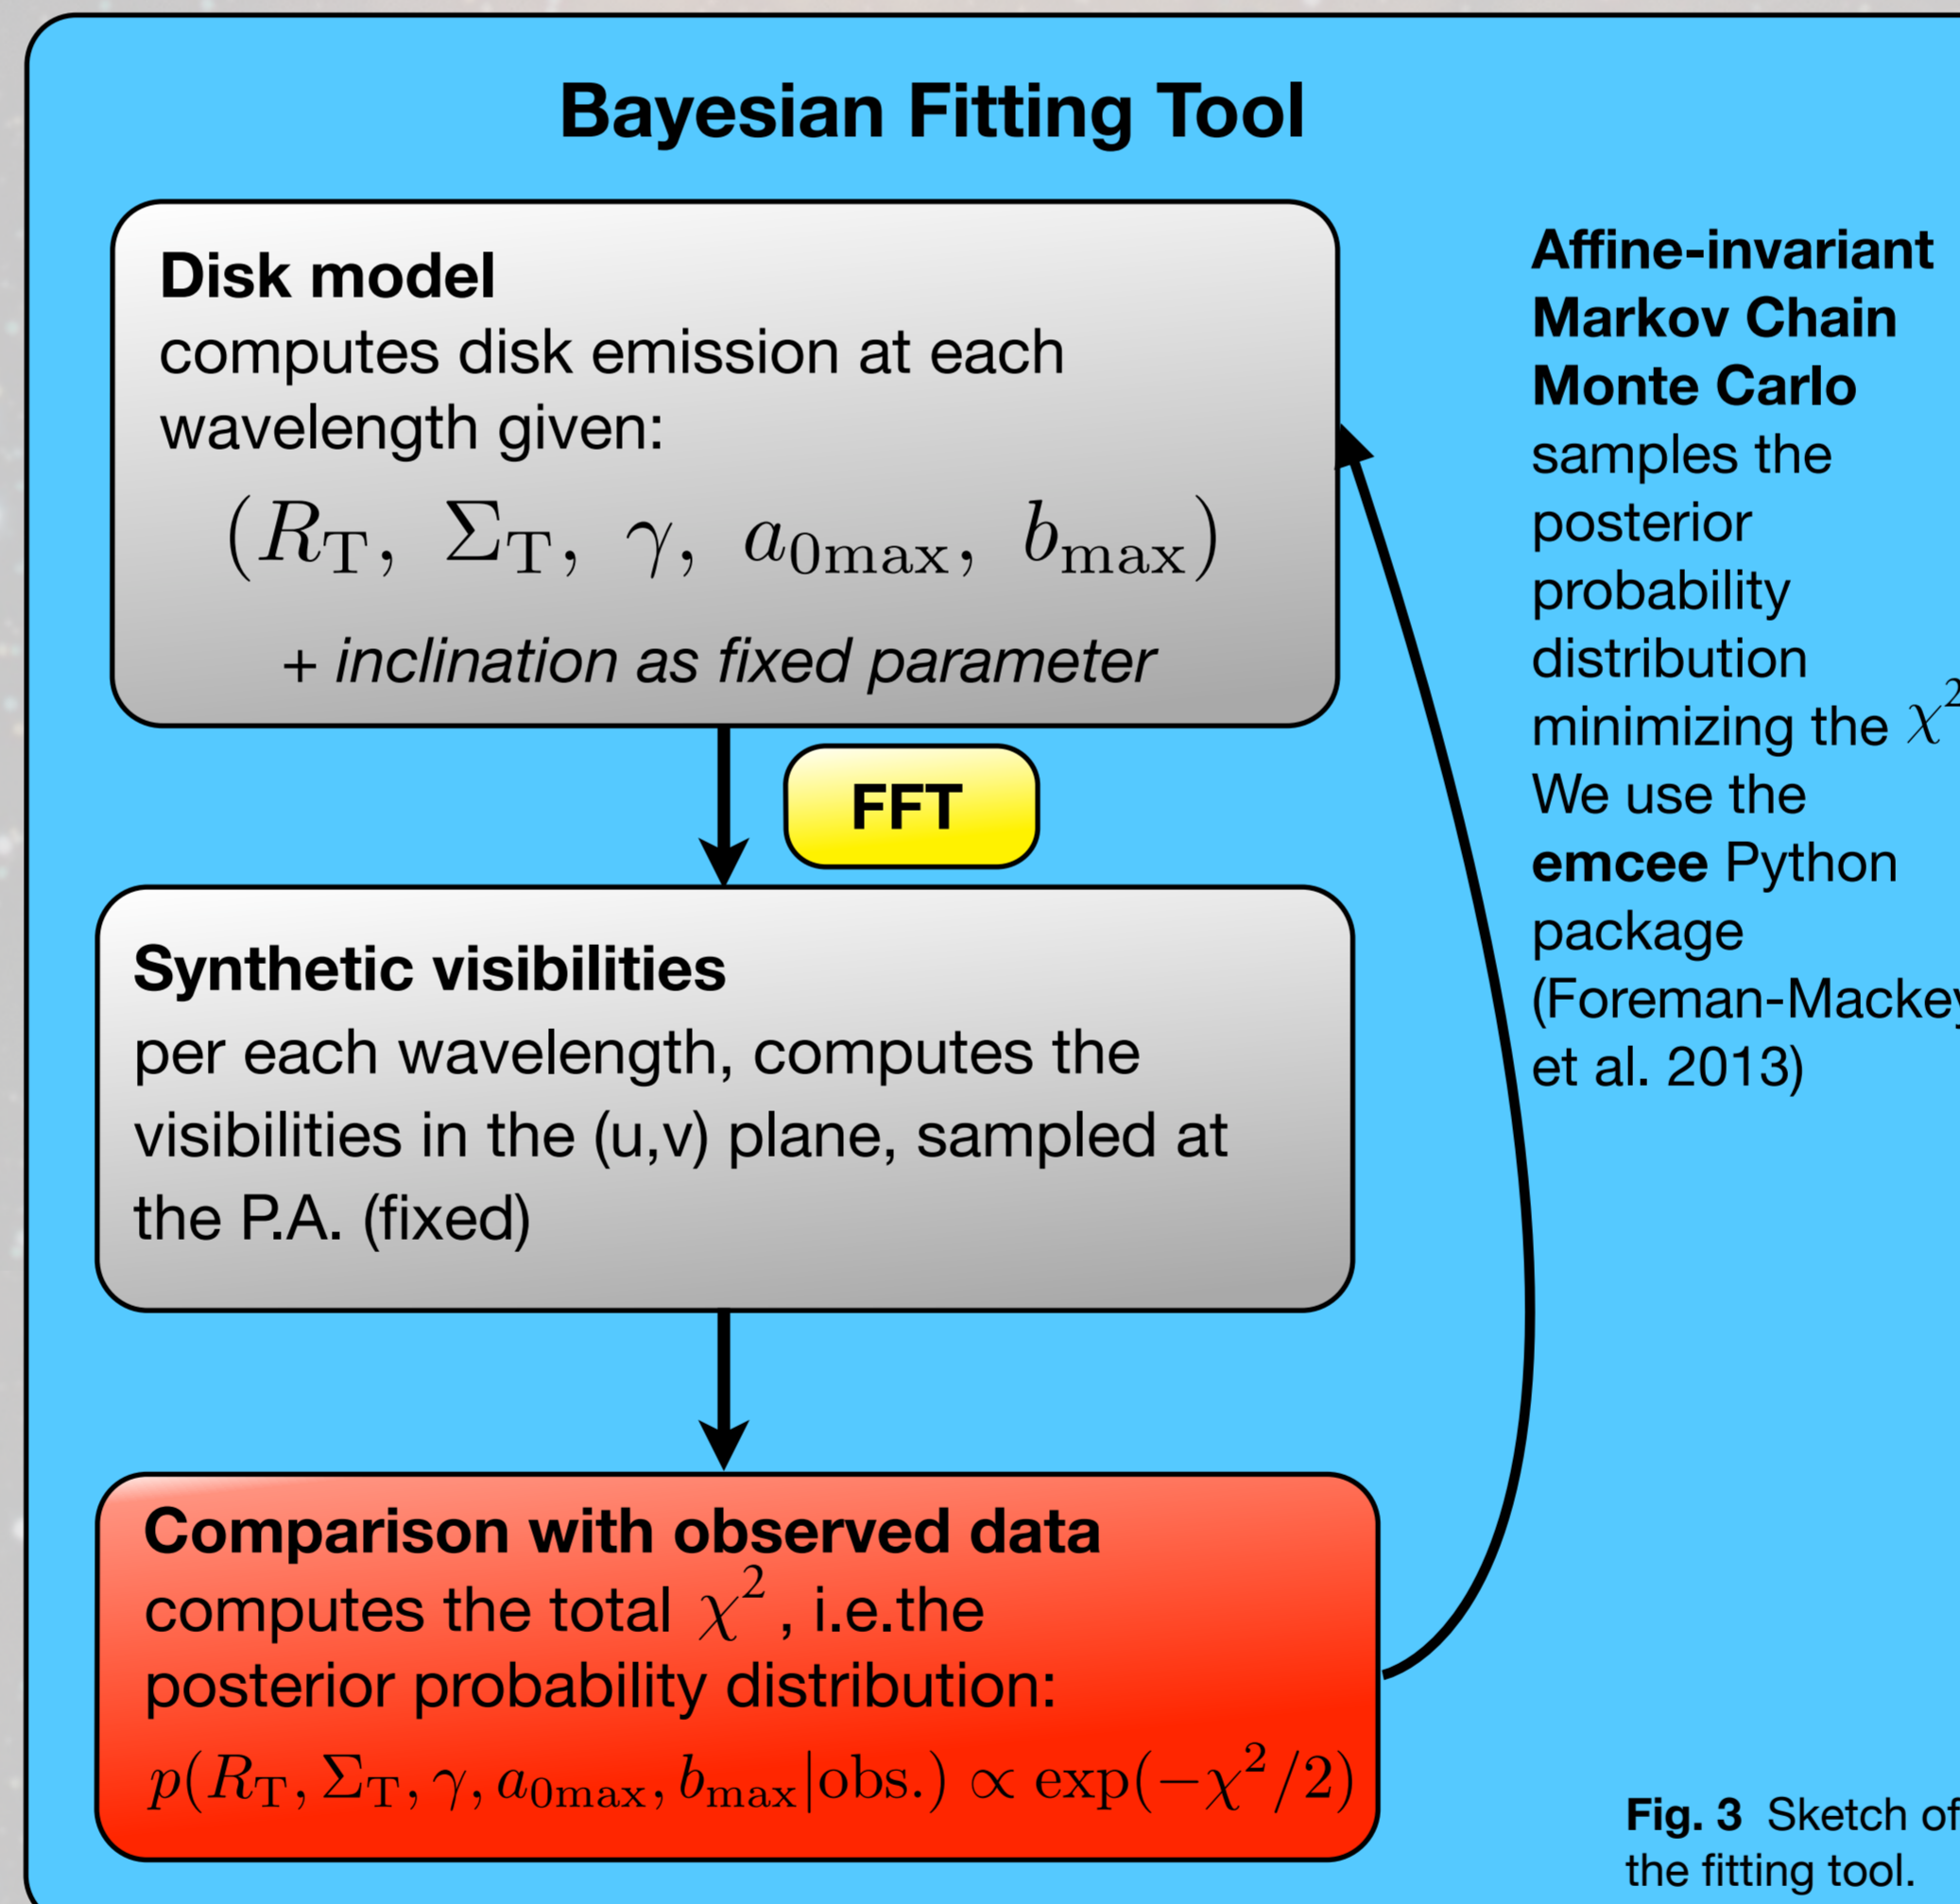 Bayesian Fitting Tool
Disk model
computes disk emission at each
wavelength given:
(R_T, Σ_T, γ, a_0max, b_max)
+ inclination as fixed parameter
FFT
Synthetic visibilities
per each wavelength, computes the
visibilities in the (u,v) plane, sampled at
the P.A. (fixed)
Comparison with observed data
computes the total χ², i.e.the
posterior probability distribution:
p(R_T, Σ_T, γ, a_0max, b_max|obs.) ∝ exp(−χ²/2)
Affine-invariant
Markov Chain
Monte Carlo
samples the
posterior
probability
distribution
minimizing the χ²
We use the
emcee Python
package
(Foreman-Mackey
et al. 2013)
Fig. 3 Sketch of
the fitting tool.